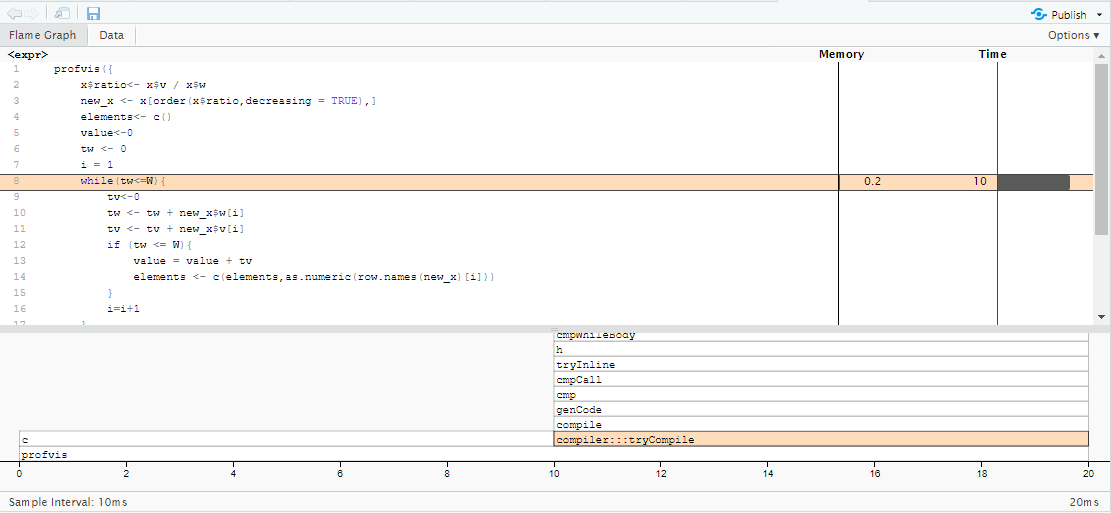 Publish
Flame Graph Data Options ▼
<expr> Memory Time
1 profvis({
2 x$ratio<- x$v / x$w
3 new_x <- x[order(x$ratio,decreasing = TRUE),]
4 elements<- c()
5 value<-0
6 tw <- 0
7 i = 1
8 while(tw<=W){ 0.2 10
9 tv<-0
10 tw <- tw + new_x$w[i]
11 tv <- tv + new_x$v[i]
12 if (tw <= W){
13 value = value + tv
14 elements <- c(elements,as.numeric(row.names(new_x)[i]))
15 }
16 i=i+1
17 }
cmpWhileBody
h
tryInline
cmpCall
cmp
genCode
compile
c compiler:::tryCompile
profvis
0 2 4 6 8 10 12 14 16 18 20
Sample Interval: 10ms 20ms